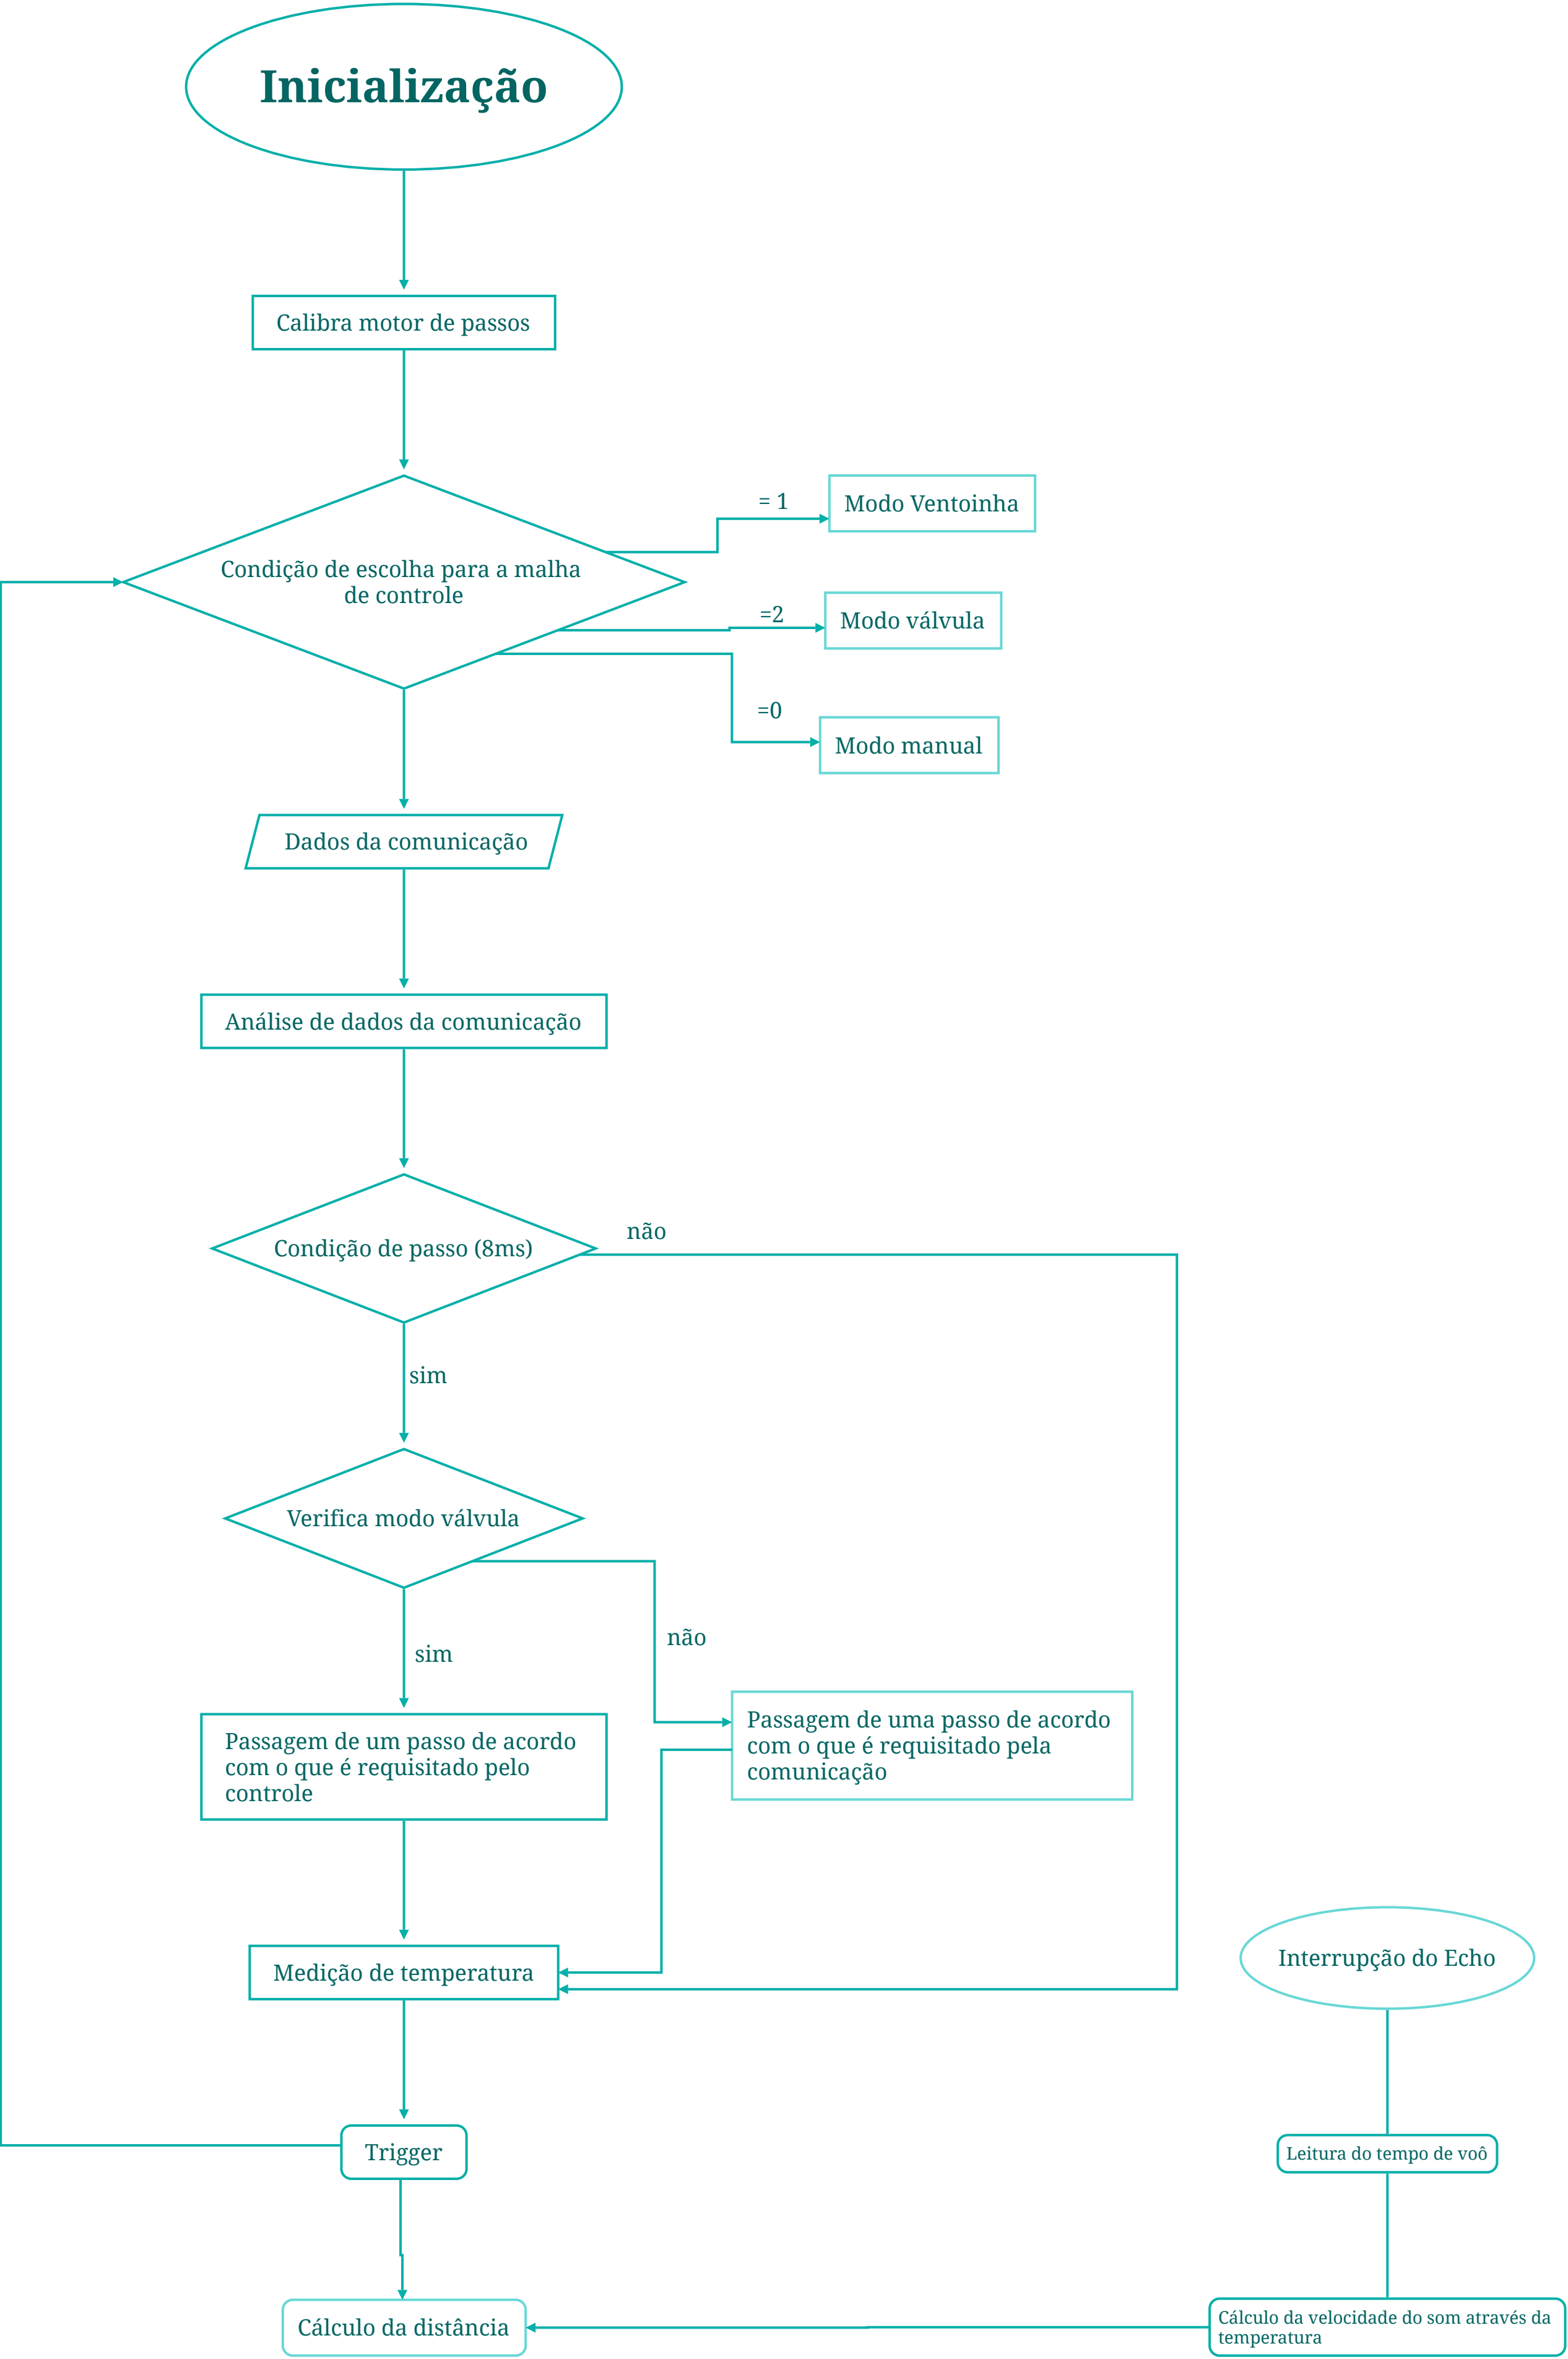 Inicialização
Calibra motor de passos
Condição de escolha para a malha
de controle
= 1
Modo Ventoinha
=2
Modo válvula
=0
Modo manual
Dados da comunicação
Análise de dados da comunicação
Condição de passo (8ms)
não
sim
Verifica modo válvula
não
sim
Passagem de um passo de acordo
com o que é requisitado pelo
controle
Passagem de uma passo de acordo
com o que é requisitado pela
comunicação
Medição de temperatura
Interrupção do Echo
Trigger
Leitura do tempo de voô
Cálculo da distância
Cálculo da velocidade do som através da
temperatura